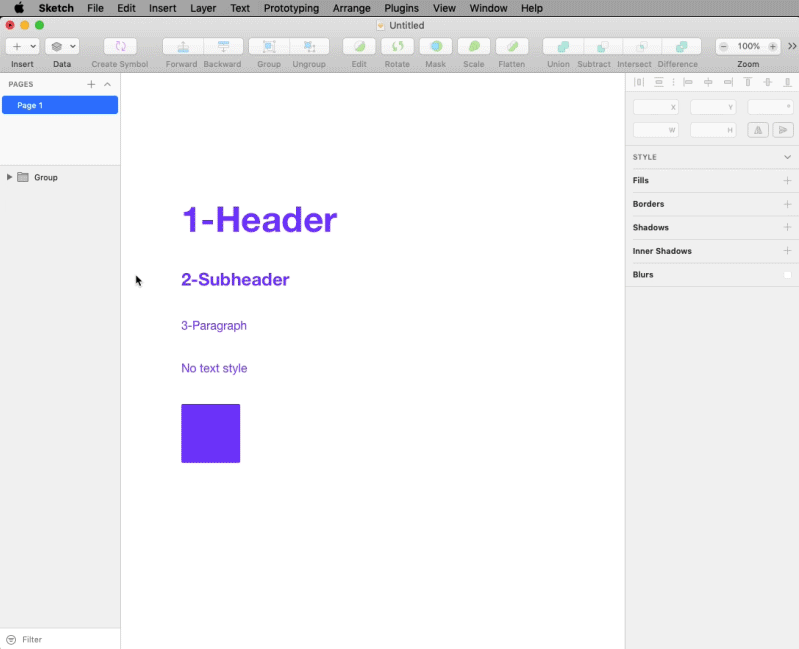 Sketch File Edit Insert Layer Text Prototyping Arrange Plugins View Window Help
Untitled
100%
Insert Data Create Symbol Forward Backward Group Ungroup Edit Rotate Mask Scale Flatten Union Subtract Intersect Difference Zoom
PAGES
Page 1
Group
1-Header
2-Subheader
3-Paragraph
No text style
X Y °
W H
STYLE
Fills
Borders
Shadows
Inner Shadows
Blurs
Filter